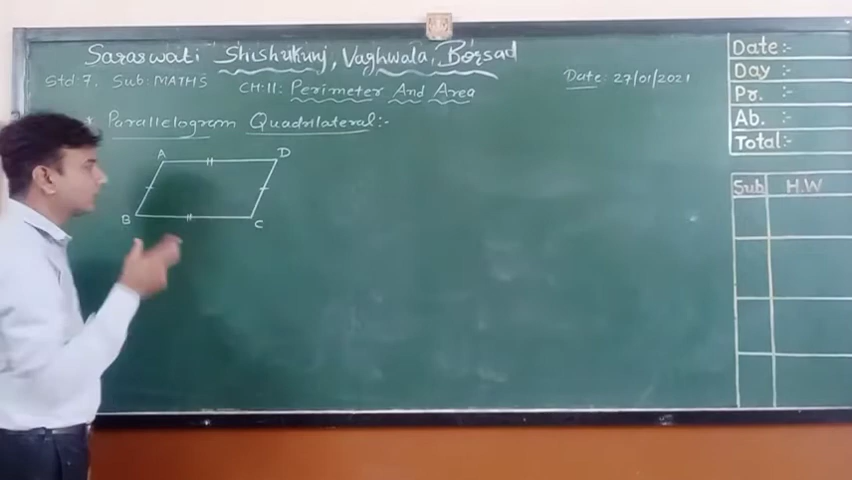 Saraswati Shishukunj, Vaghwala, Borsad
Std: 7, Sub: MATHS
CH-11: Perimeter And Area
Date: 27/01/2021
* Parallelogram Quadrilateral:-
A
D
B
C
Date:-
Day :-
Pr. :-
Ab. :-
Total:-
Sub H.W